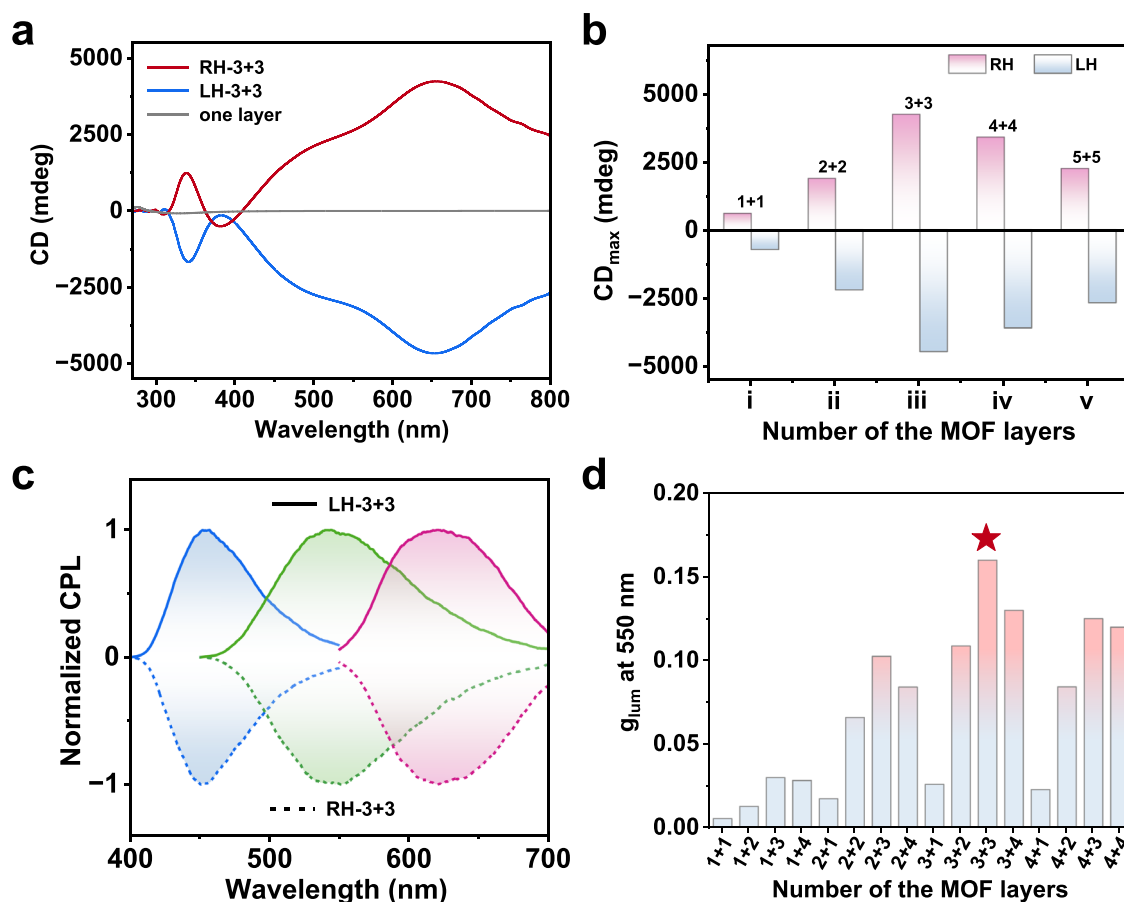 a
5000
2500
0
−2500
−5000
CD (mdeg)
RH-3+3
LH-3+3
one layer
300 400 500 600 700 800
Wavelength (nm)
b
5000
2500
0
−2500
−5000
CDmax (mdeg)
RH LH
1+1
2+2
3+3
4+4
5+5
i ii iii iv v
Number of the MOF layers
c
1
0
−1
Normalized CPL
LH-3+3
RH-3+3
400 500 600 700
Wavelength (nm)
d
0.20
0.15
0.10
0.05
0.00
glum at 550 nm
1+1 1+2 1+3 1+4 2+1 2+2 2+3 2+4 3+1 3+2 3+3 3+4 4+1 4+2 4+3 4+4
Number of the MOF layers